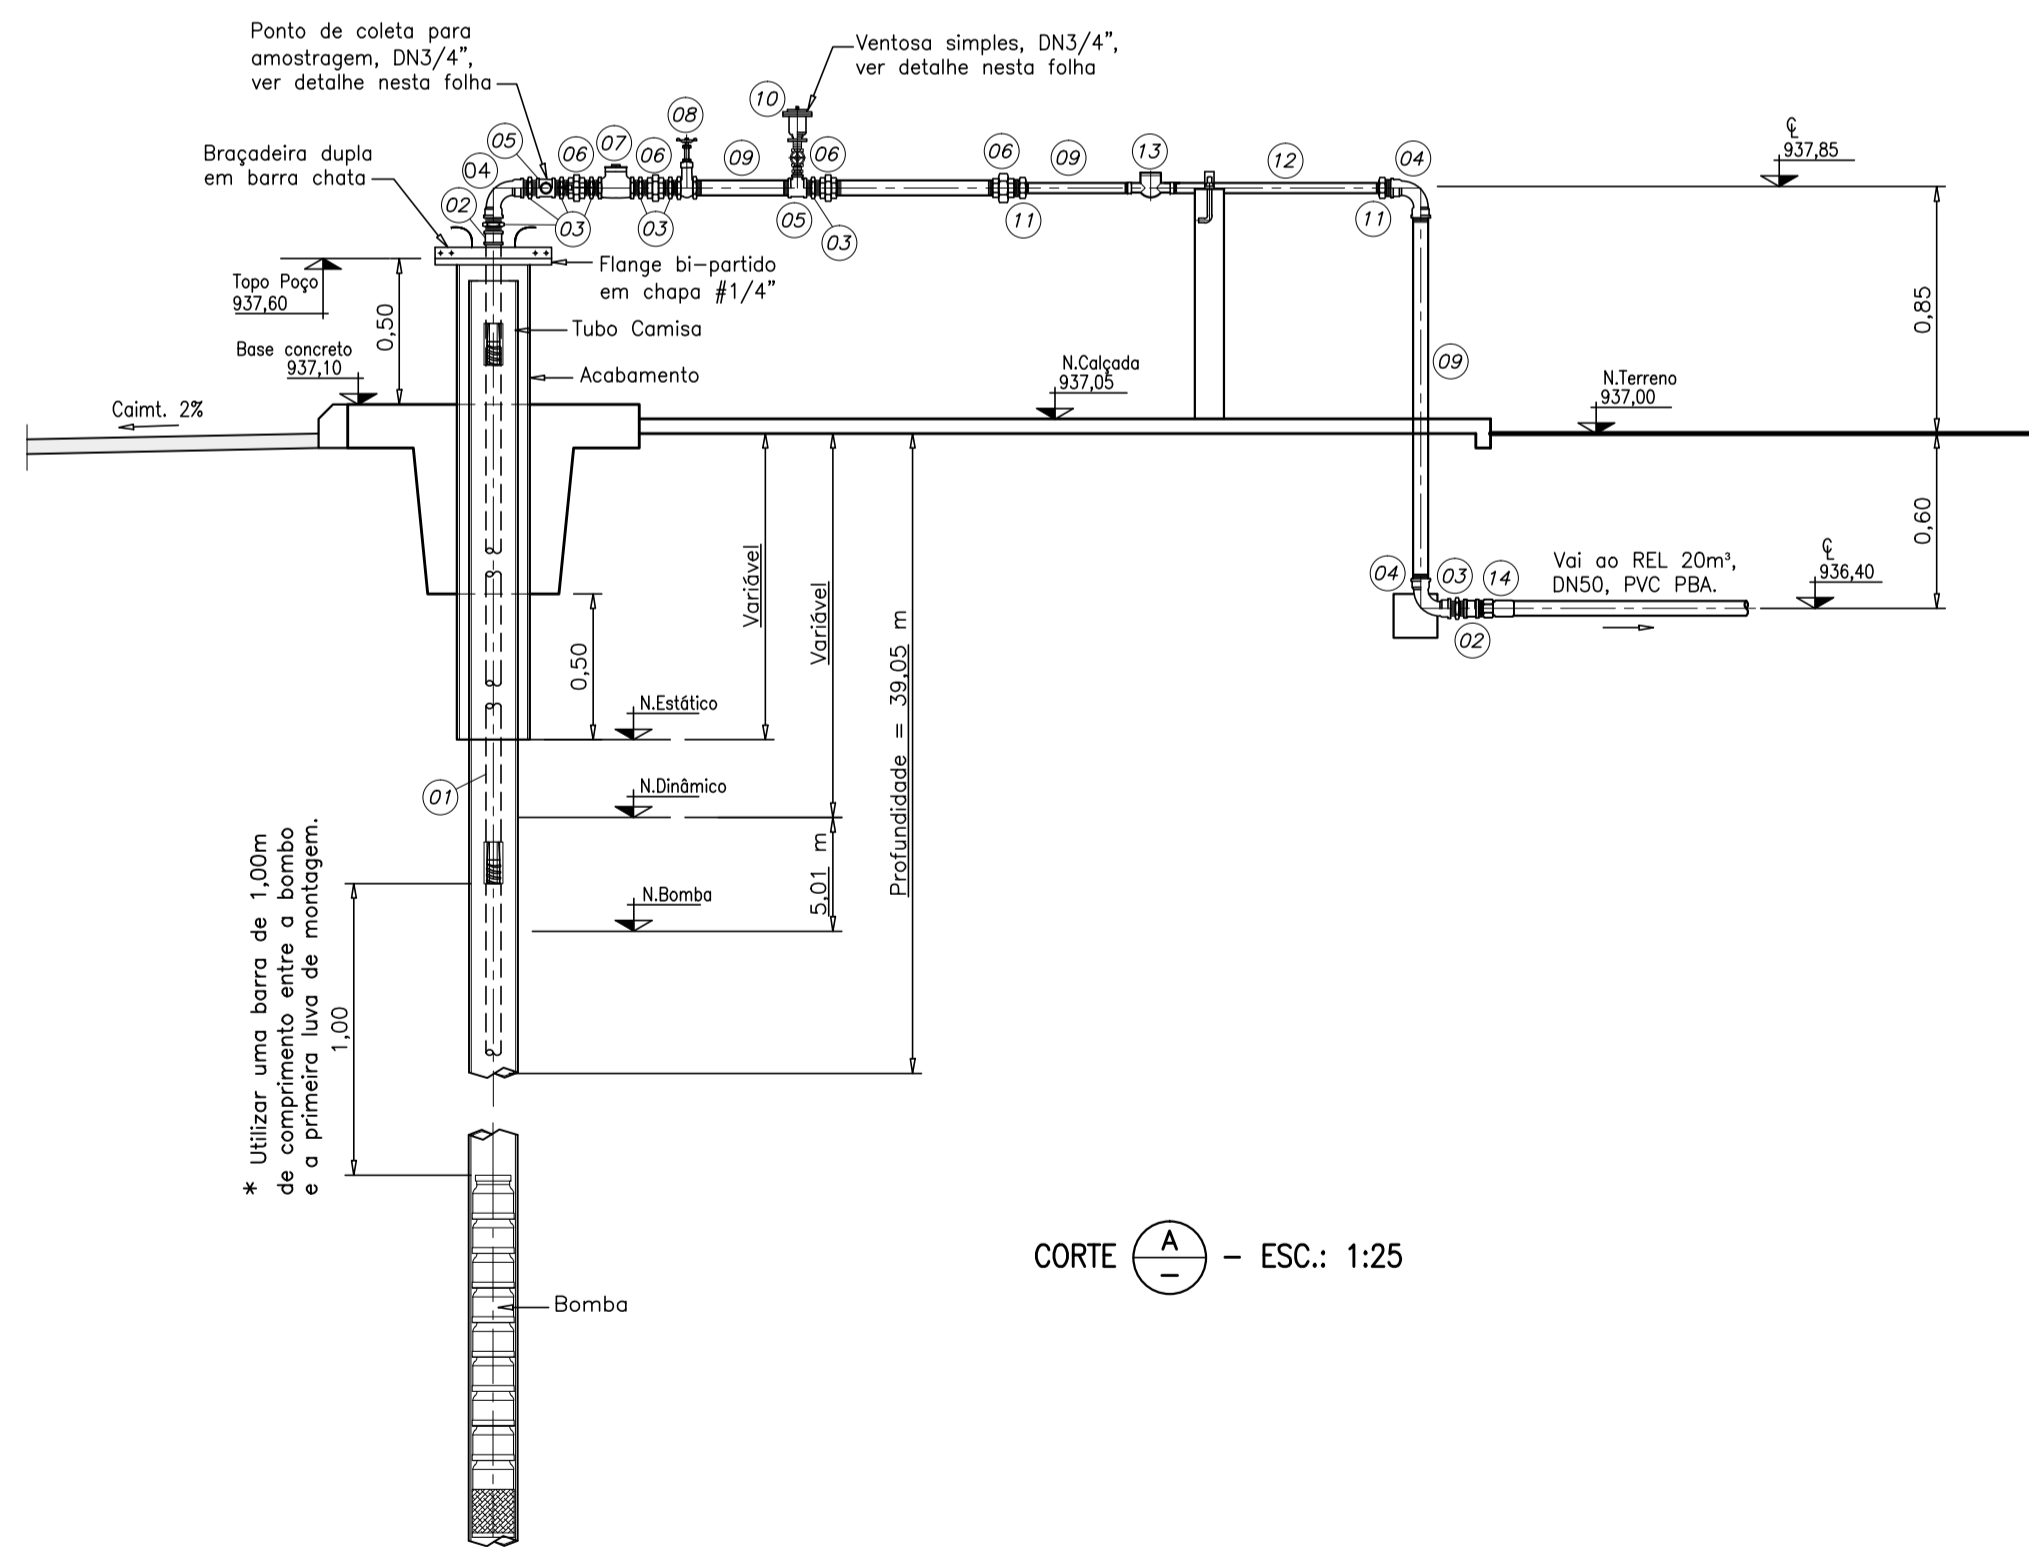 Ponto de coleta para
amostragem, DN3/4”,
ver detalhe nesta folha
Ventosa simples, DN3/4”,
ver detalhe nesta folha
Braçadeira dupla
em barra chata
10
08
07
05
06
06
09
06
06
09
13
12
04
04
02
03
03
05
03
11
11
℄
937,85
Flange bi-partido
em chapa #1/4”
Topo Poço
937,60
0,50
Tubo Camisa
Base concreto
937,10
Acabamento
Caimt. 2%
N.Calçada
937,05
0,85
09
N.Terreno
937,00
0,60
Variável
Variável
Profundidade = 39,05 m
04
03
14
02
Vai ao REL 20m³,
DN50, PVC PBA.
℄
936,40
0,50
N.Estático
01
N.Dinâmico
5,01 m
N.Bomba
* Utilizar uma barra de 1,00m
de comprimento entre a bombo
e a primeira luva de montagem.
1,00
CORTE A – – ESC.: 1:25
Bomba